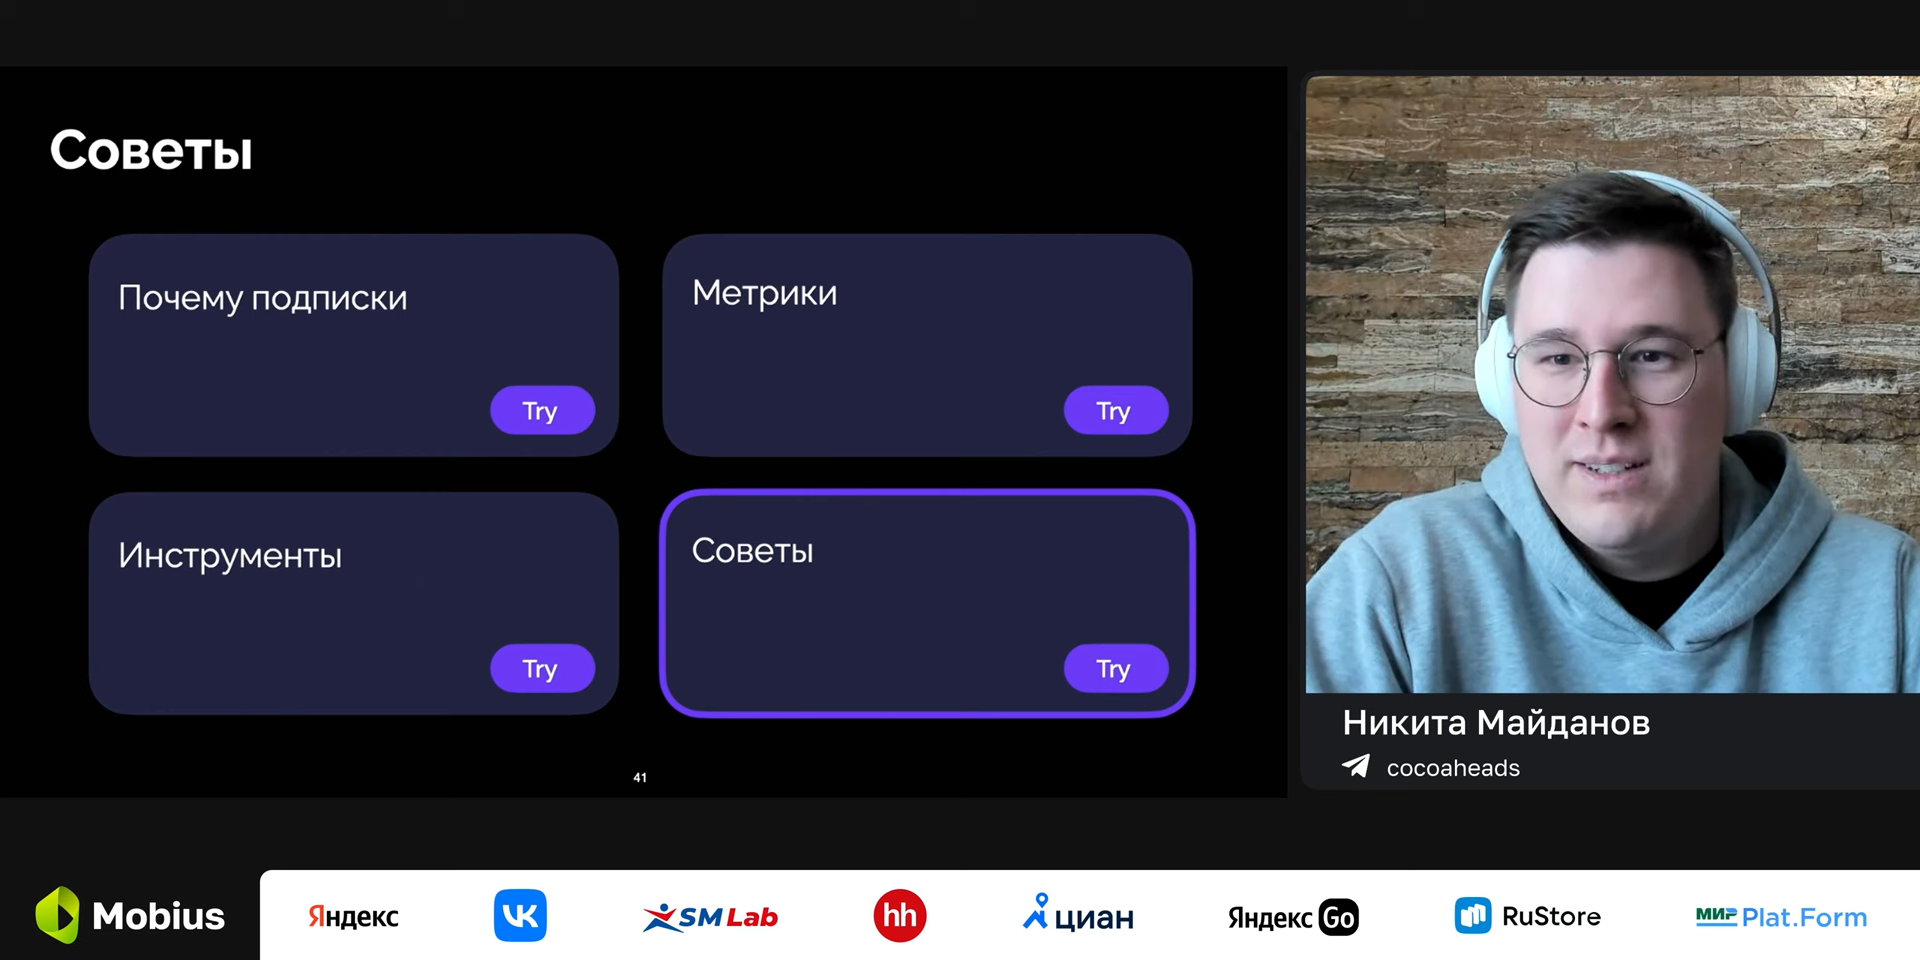 Советы
Почему подписки
Try
Метрики
Try
Инструменты
Try
Советы
Try
41
Никита Майданов
cocoaheads
Mobius
Яндекс
VK
SM Lab
hh
циан
Яндекс Go
RuStore
МИР Plat.Form